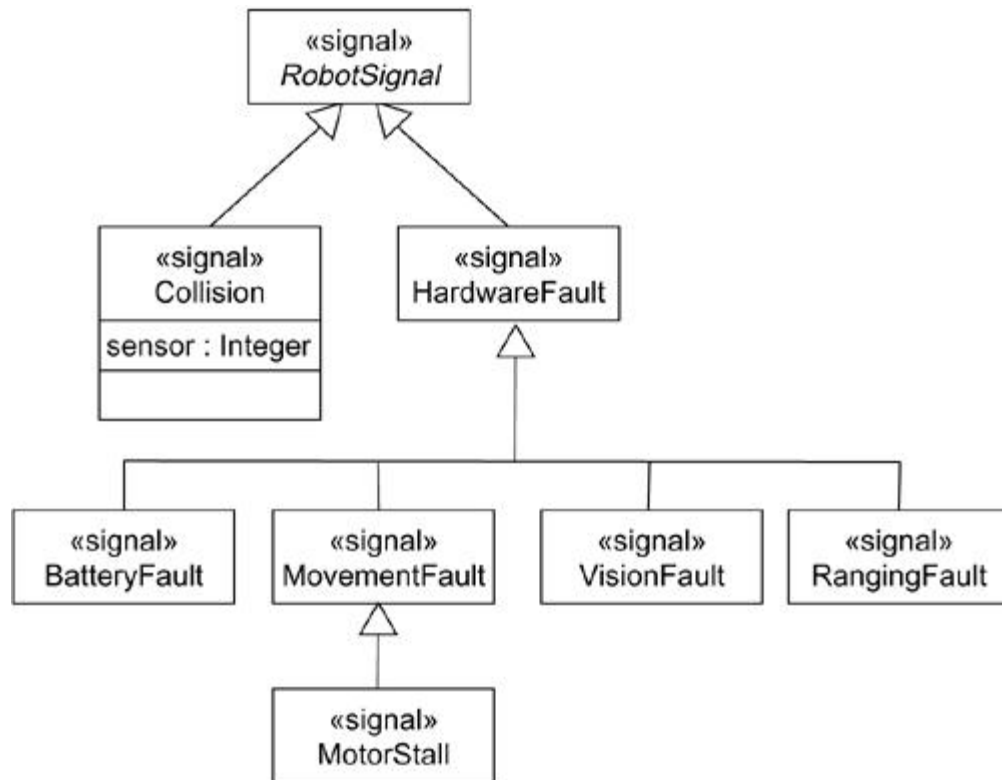 «signal»
RobotSignal
«signal»
Collision
sensor : Integer
«signal»
HardwareFault
«signal»
BatteryFault
«signal»
MovementFault
«signal»
VisionFault
«signal»
RangingFault
«signal»
MotorStall